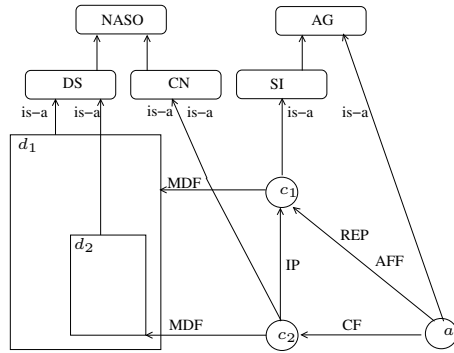 NASO
AG
DS
CN
SI
is-a
is-a
is-a
is-a
is-a
is-a
d1
MDF
c1
d2
REP
AFF
IP
MDF
c2
CF
a